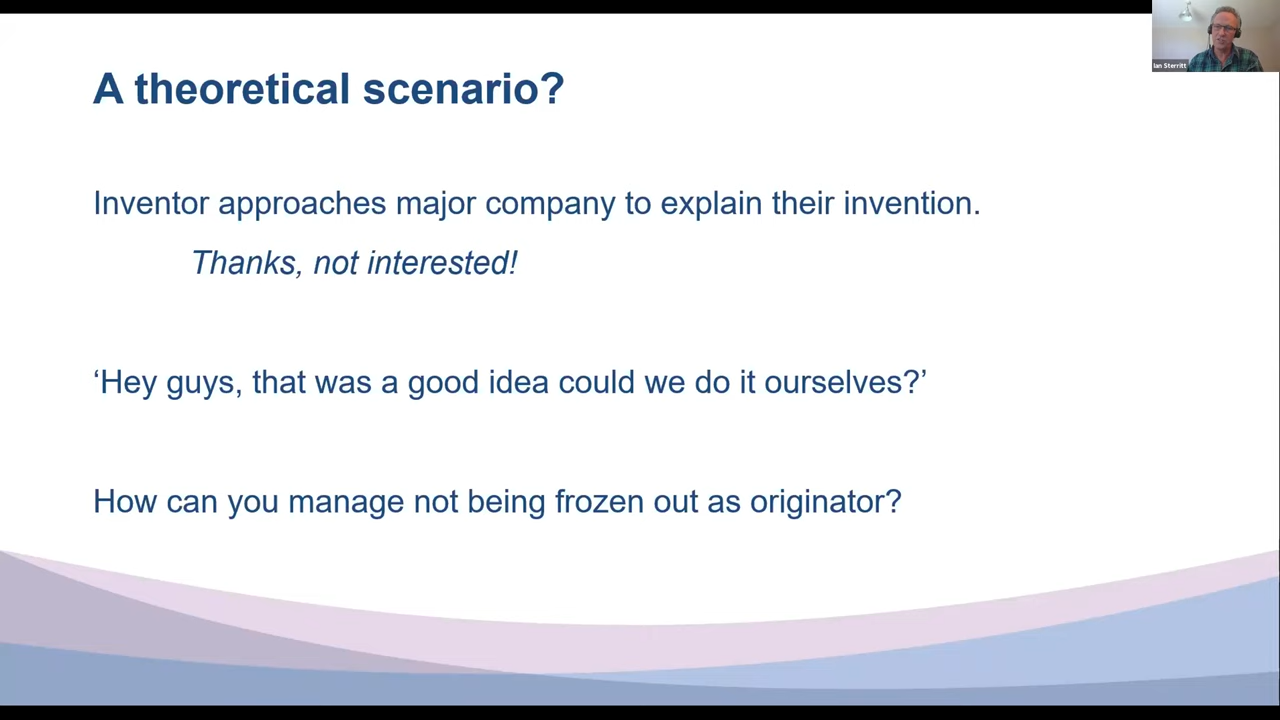 Ian Sterritt
A theoretical scenario?
Inventor approaches major company to explain their invention.
Thanks, not interested!
‘Hey guys, that was a good idea could we do it ourselves?’
How can you manage not being frozen out as originator?